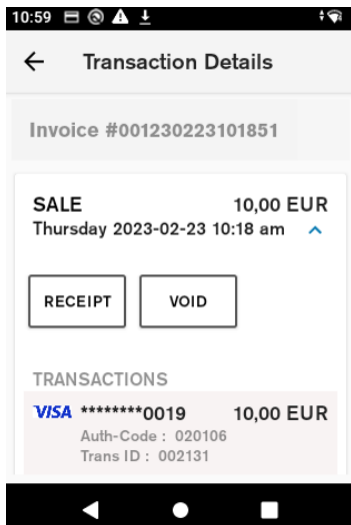 10:59
Transaction Details
Invoice #001230223101851
SALE 10,00 EUR
Thursday 2023-02-23 10:18 am
RECEIPT VOID
TRANSACTIONS
VISA ********0019 10,00 EUR
Auth-Code : 020106
Trans ID : 002131